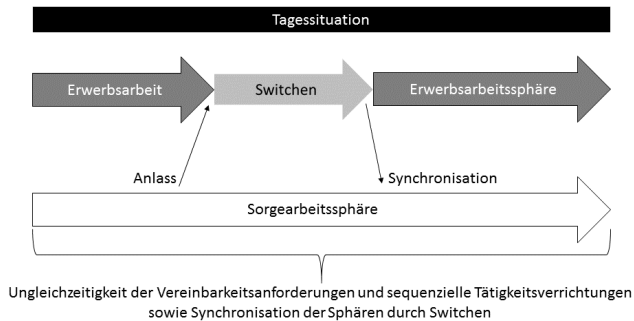 Tagessituation
Erwerbsarbeit
Switchen
Erwerbsarbeitssphäre
Anlass
Synchronisation
Sorgearbeitssphäre
Ungleichzeitigkeit der Vereinbarkeitsanforderungen und sequenzielle Tätigkeitsverrichtungen
sowie Synchronisation der Sphären durch Switchen